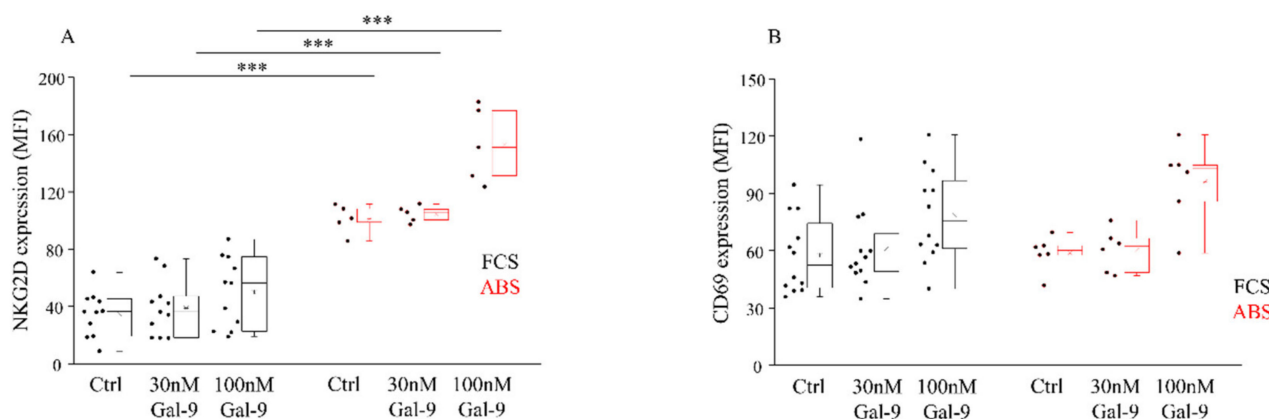 A
***
***
***
NKG2D expression (MFI)
200
160
120
80
40
0
Ctrl
30nM
Gal-9
100nM
Gal-9
Ctrl
30nM
Gal-9
100nM
Gal-9
FCS
ABS
B
CD69 expression (MFI)
150
120
90
60
30
0
Ctrl
30nM
Gal-9
100nM
Gal-9
Ctrl
30nM
Gal-9
100nM
Gal-9
FCS
ABS